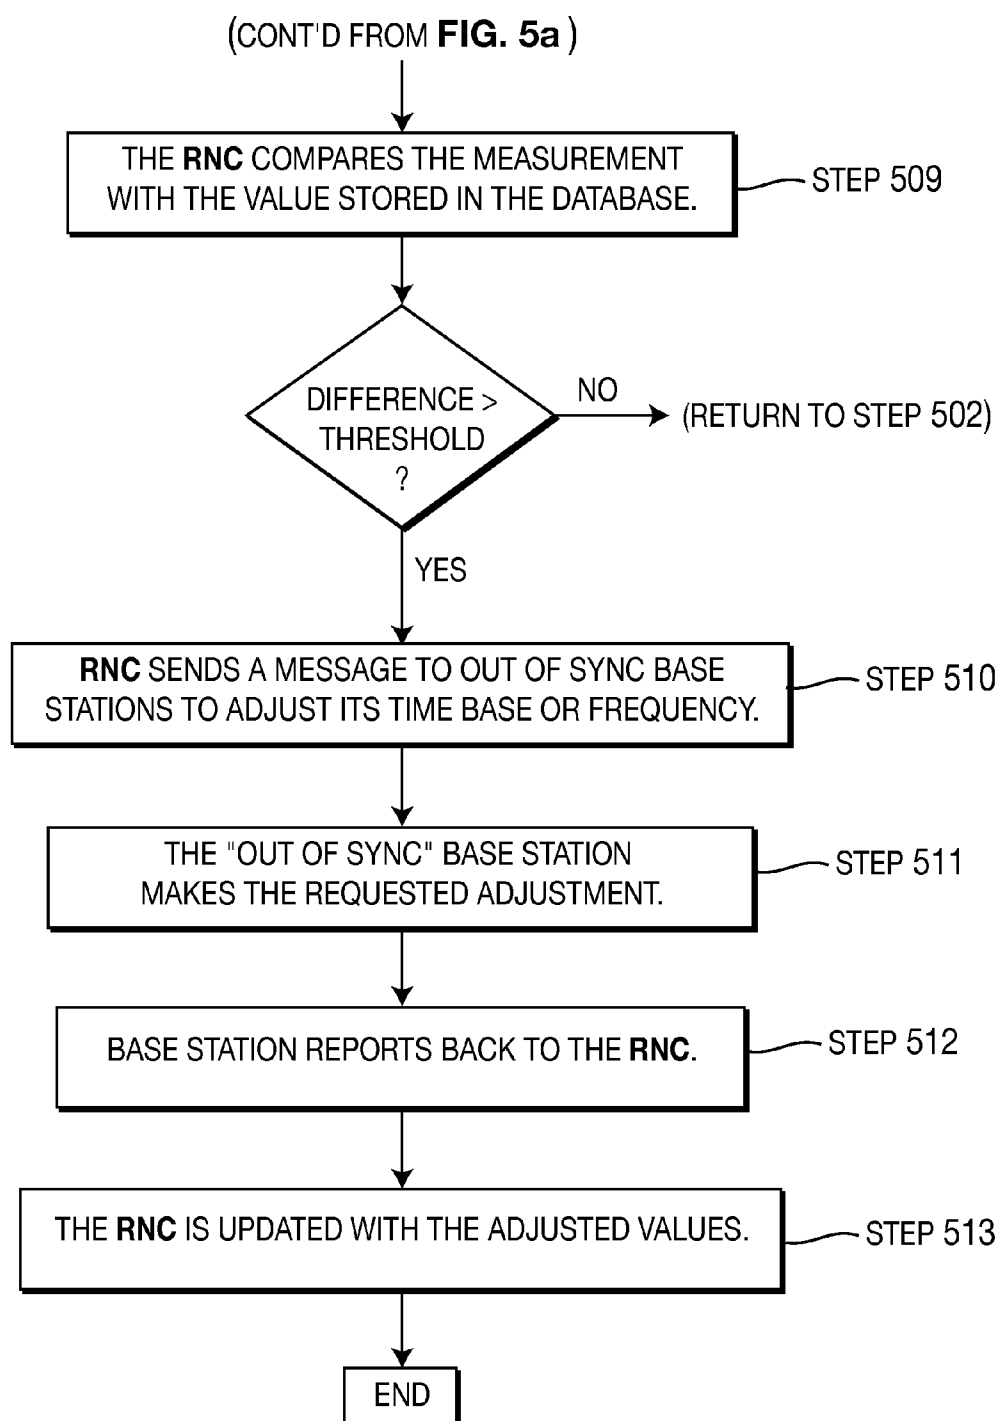 (CONT'D FROM FIG. 5a )
THE RNC COMPARES THE MEASUREMENT
WITH THE VALUE STORED IN THE DATABASE.
STEP 509
DIFFERENCE >
THRESHOLD
?
NO
(RETURN TO STEP 502)
YES
RNC SENDS A MESSAGE TO OUT OF SYNC BASE
STATIONS TO ADJUST ITS TIME BASE OR FREQUENCY.
STEP 510
THE "OUT OF SYNC" BASE STATION
MAKES THE REQUESTED ADJUSTMENT.
STEP 511
BASE STATION REPORTS BACK TO THE RNC.
STEP 512
THE RNC IS UPDATED WITH THE ADJUSTED VALUES.
STEP 513
END